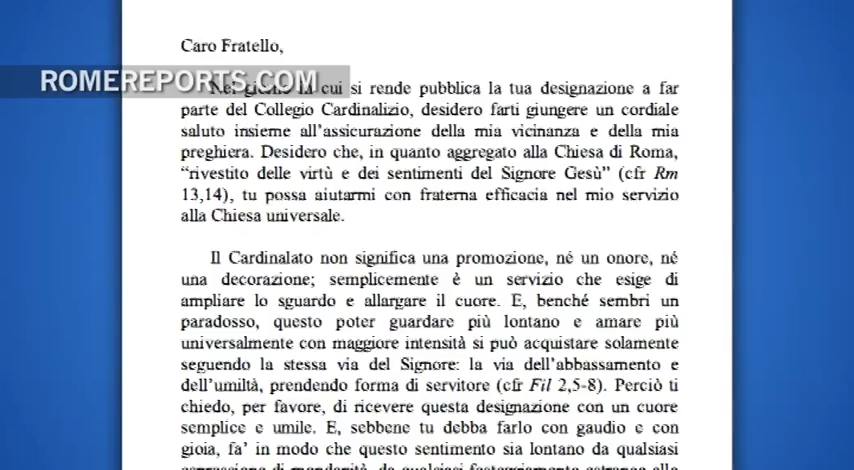 Caro Fratello,
ROMEREPORTS.COM
Nel giorno in cui si rende pubblica la tua designazione a far
parte del Collegio Cardinalizio, desidero farti giungere un cordiale
saluto insieme all’assicurazione della mia vicinanza e della mia
preghiera. Desidero che, in quanto aggregato alla Chiesa di Roma,
“rivestito delle virtù e dei sentimenti del Signore Gesù” (cfr Rm
13,14), tu possa aiutarmi con fraterna efficacia nel mio servizio
alla Chiesa universale.
Il Cardinalato non significa una promozione, né un onore, né
una decorazione; semplicemente è un servizio che esige di
ampliare lo sguardo e allargare il cuore. E, benché sembri un
paradosso, questo poter guardare più lontano e amare più
universalmente con maggiore intensità si può acquistare solamente
seguendo la stessa via del Signore: la via dell’abbassamento e
dell’umiltà, prendendo forma di servitore (cfr Fil 2,5-8). Perciò ti
chiedo, per favore, di ricevere questa designazione con un cuore
semplice e umile. E, sebbene tu debba farlo con gaudio e con
gioia, fa’ in modo che questo sentimento sia lontano da qualsiasi